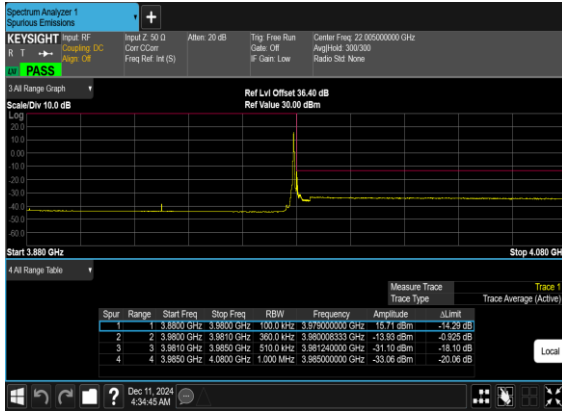 Spectrum Analyzer 1
Spurious Emissions
+
KEYSIGHT Input: RF Input Z: 50 Ω Atten: 20 dB Trig: Free Run Center Freq: 22.005000000 GHz
R T Coupling: DC Corr CCorr Gate: Off Avg|Hold: 300/300
Align: Off Freq Ref: Int (S) IF Gain: Low Radio Std: None
PASS
3 All Range Graph
Ref Lvl Offset 36.40 dB
Scale/Div 10.0 dB Ref Value 30.00 dBm
Log
20.0
10.0
0.00
-10.0
-20.0
-30.0
-40.0
-50.0
-60.0
Start 3.880 GHz Stop 4.080 GH
4 All Range Table
Measure Trace Trace 1
Trace Type Trace Average (Active)
Spur Range Start Freq Stop Freq RBW Frequency Amplitude ΔLimit
1 1 3.8800 GHz 3.9800 GHz 100.0 kHz 3.979000000 GHz 15.71 dBm -14.29 dB
2 2 3.9800 GHz 3.9810 GHz 360.0 kHz 3.980008333 GHz -13.93 dBm -0.925 dB
3 3 3.9810 GHz 3.9850 GHz 510.0 kHz 3.981240000 GHz -31.10 dBm -18.10 dB
4 4 3.9850 GHz 4.0800 GHz 1.000 MHz 3.985000000 GHz -33.06 dBm -20.06 dB
Local
? Dec 11, 2024
4:34:45 AM